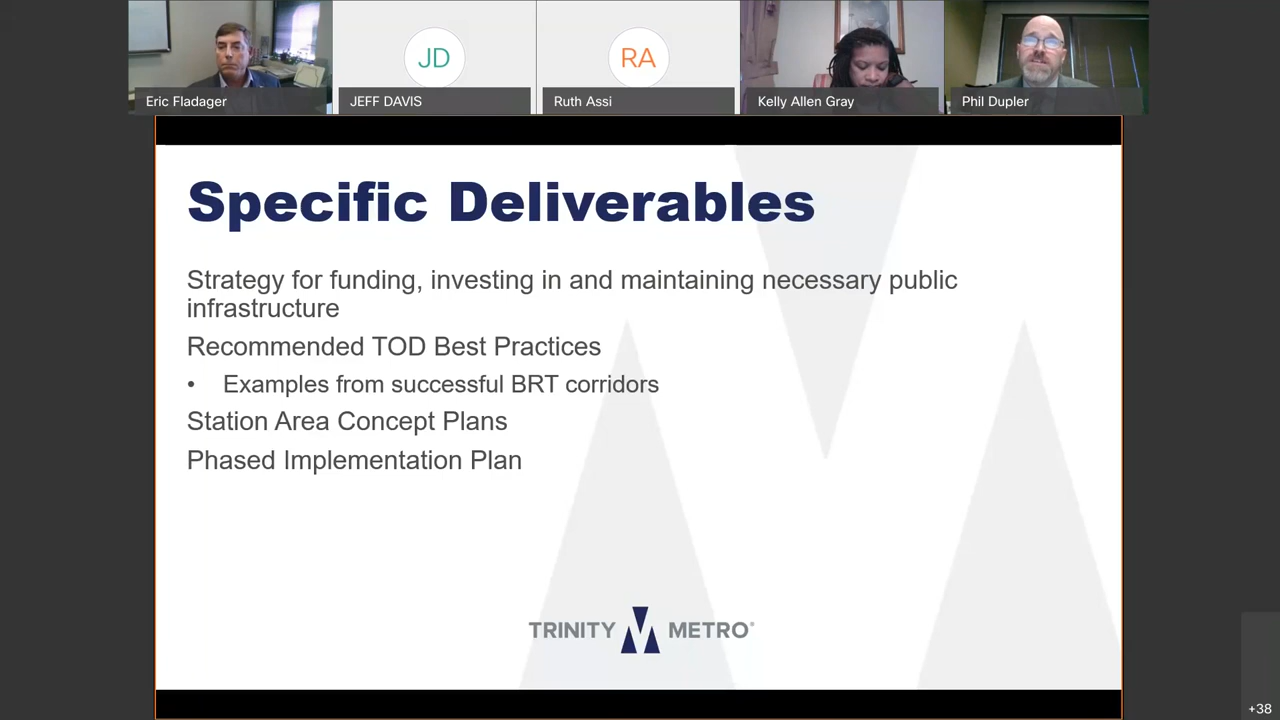 Eric Fladager
JD
JEFF DAVIS
RA
Ruth Assi
Kelly Allen Gray
Phil Dupler
Specific Deliverables
Strategy for funding, investing in and maintaining necessary public
infrastructure
Recommended TOD Best Practices
• Examples from successful BRT corridors
Station Area Concept Plans
Phased Implementation Plan
TRINITY METRO®
+38